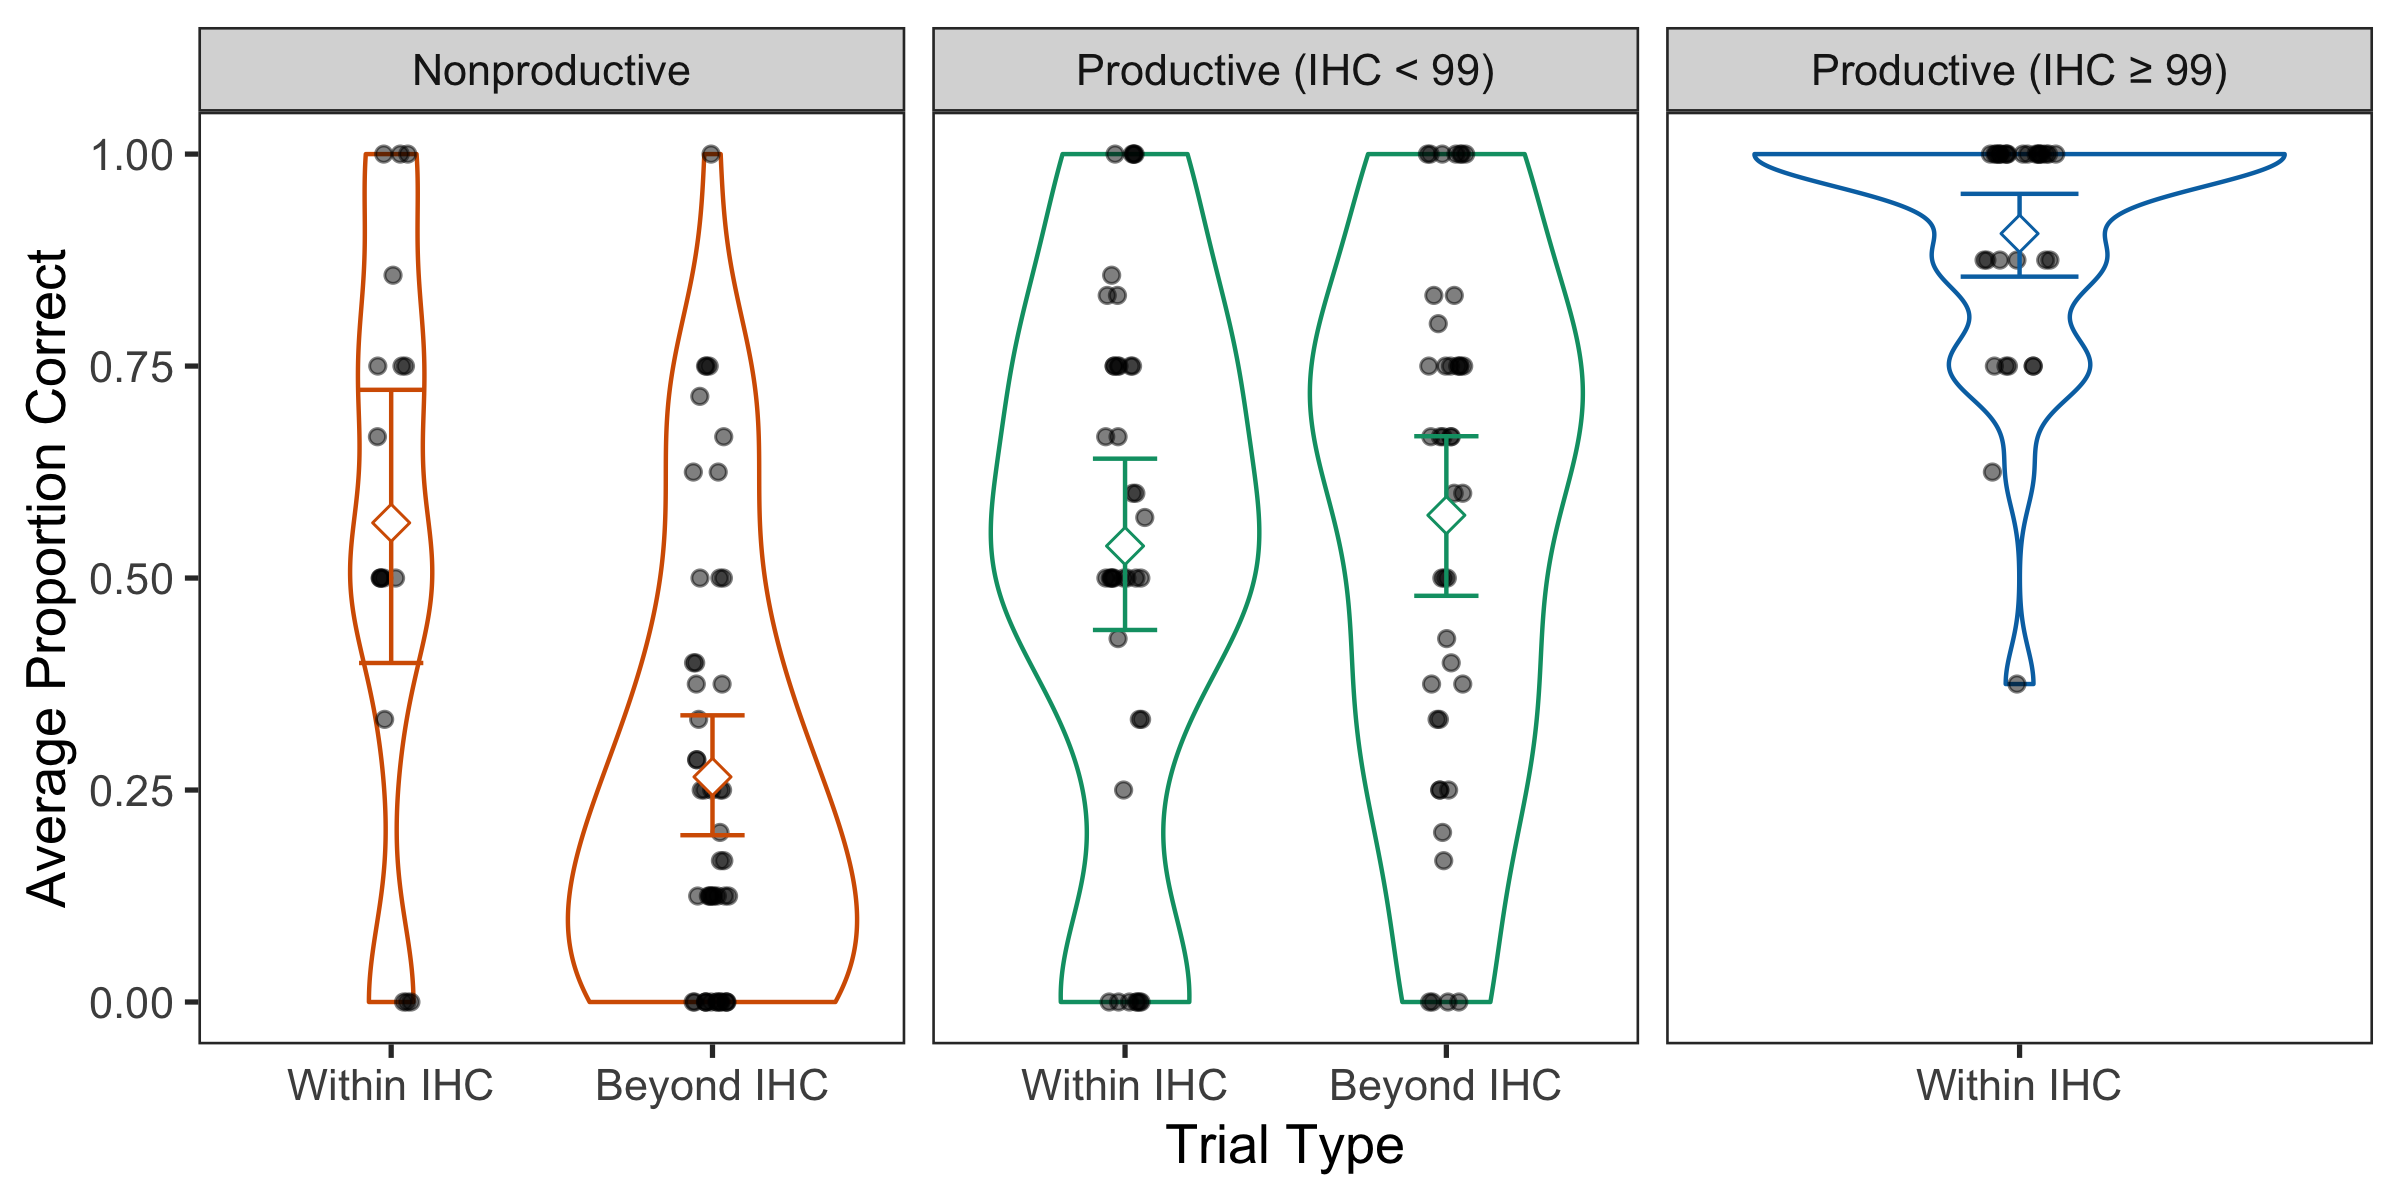 Nonproductive
Productive (IHC < 99)
Productive (IHC ≥ 99)
Average Proportion Correct
1.00
0.75
0.50
0.25
0.00
Within IHC
Beyond IHC
Within IHC
Beyond IHC
Within IHC
Trial Type